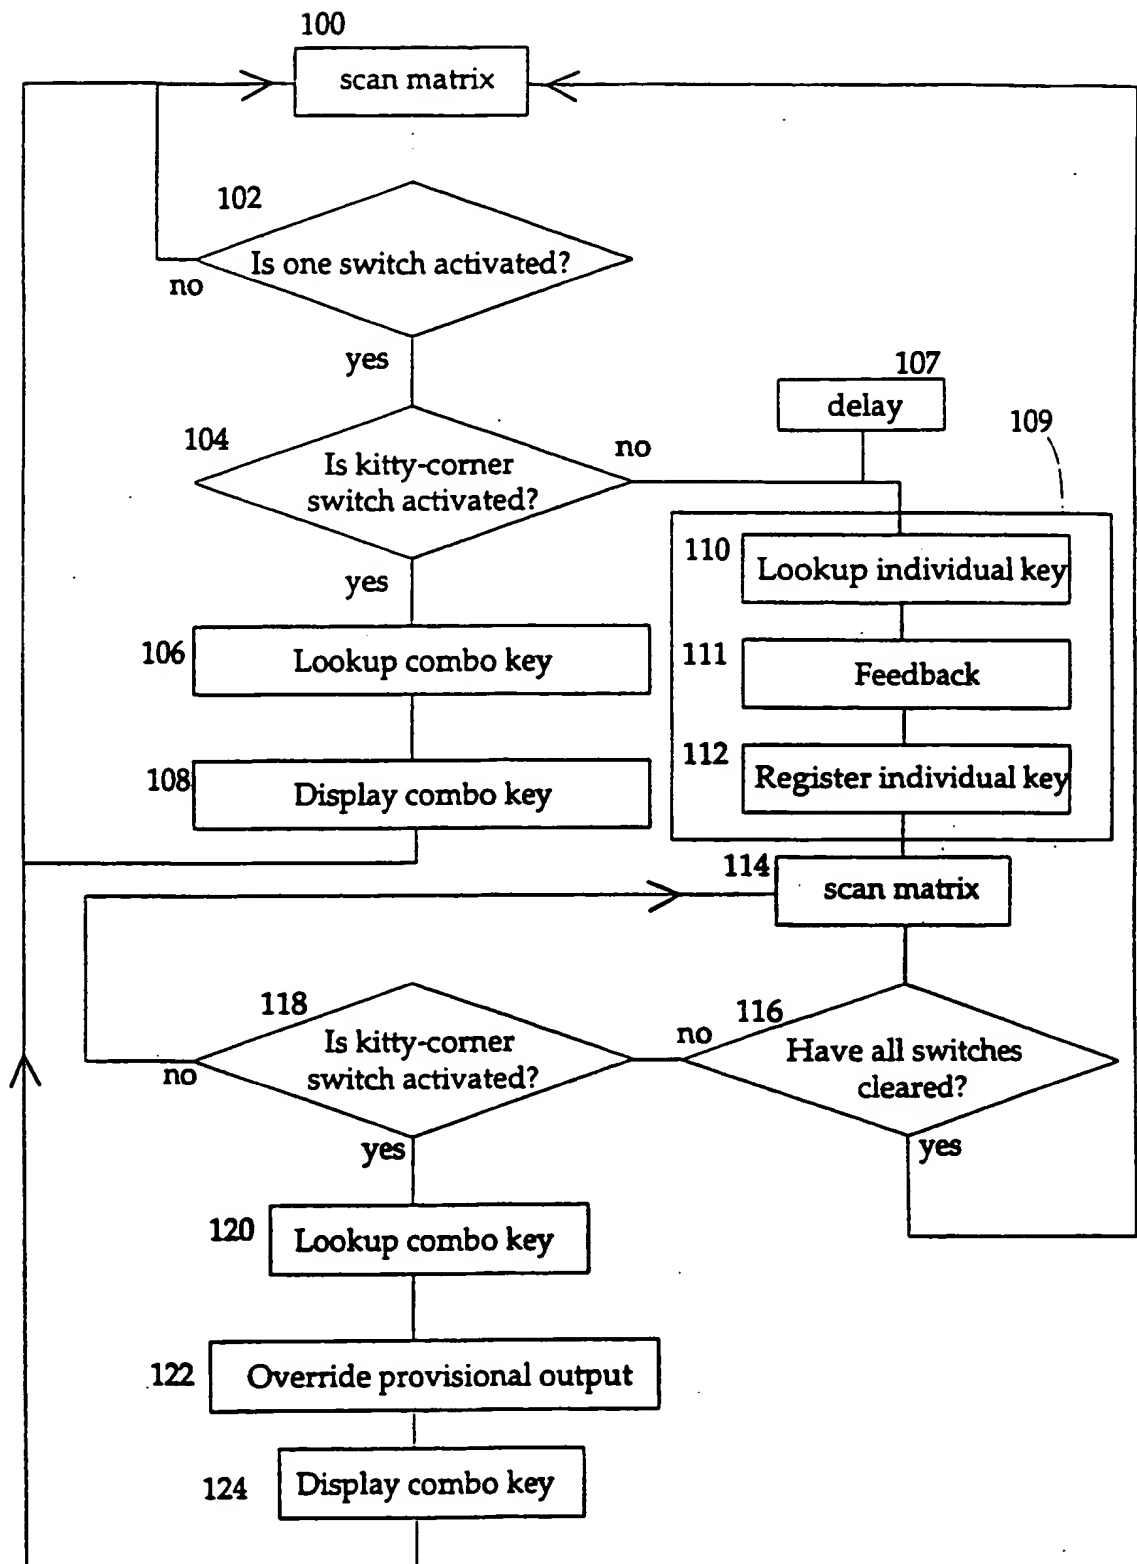 100
scan matrix
102
Is one switch activated?
no
yes
107
delay
109
104
Is kitty-corner
switch activated?
no
yes
110
Lookup individual key
106
Lookup combo key
111
Feedback
112
Register individual key
108
Display combo key
114
scan matrix
118
Is kitty-corner
switch activated?
no
yes
116
no
Have all switches
cleared?
yes
120
Lookup combo key
122
Override provisional output
124
Display combo key